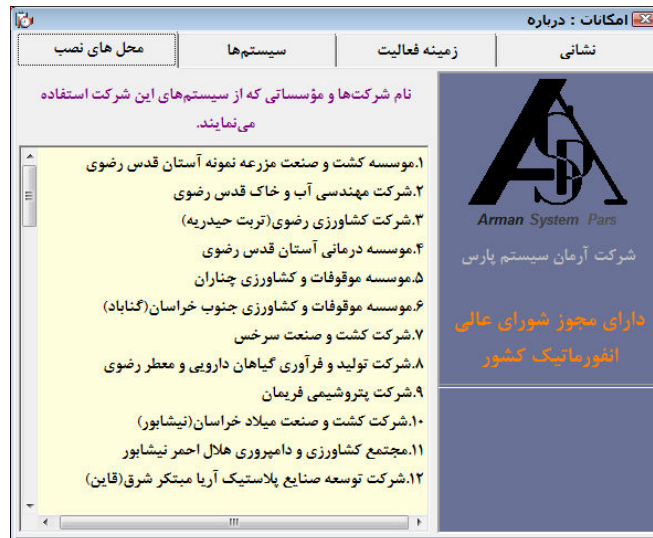 امکانات : درباره
نشانی
زمینه فعالیت
سیستم‌ها
محل های نصب
ASP
Arman System Pars
شرکت آرمان سیستم پارس
دارای مجوز شورای عالی
انفورماتیک کشور
نام شرکت‌ها و مؤسساتی که از سیستم‌های این شرکت استفاده
می‌نمایند.
۱.موسسه کشت و صنعت مزرعه نمونه آستان قدس رضوی
۲.شرکت مهندسی آب و خاک قدس رضوی
۳.شرکت کشاورزی رضوی(تربت حیدریه)
۴.موسسه درمانی آستان قدس رضوی
۵.موسسه موقوفات و کشاورزی چناران
۶.موسسه موقوفات و کشاورزی جنوب خراسان(گناباد)
۷.شرکت کشت و صنعت سرخس
۸.شرکت تولید و فرآوری گیاهان دارویی و معطر رضوی
۹.شرکت پتروشیمی فریمان
۱۰.شرکت کشت و صنعت میلاد خراسان(نیشابور)
۱۱.مجتمع کشاورزی و دامپروری هلال احمر نیشابور
۱۲.شرکت توسعه صنایع پلاستیک آریا مبتکر شرق(قاین)